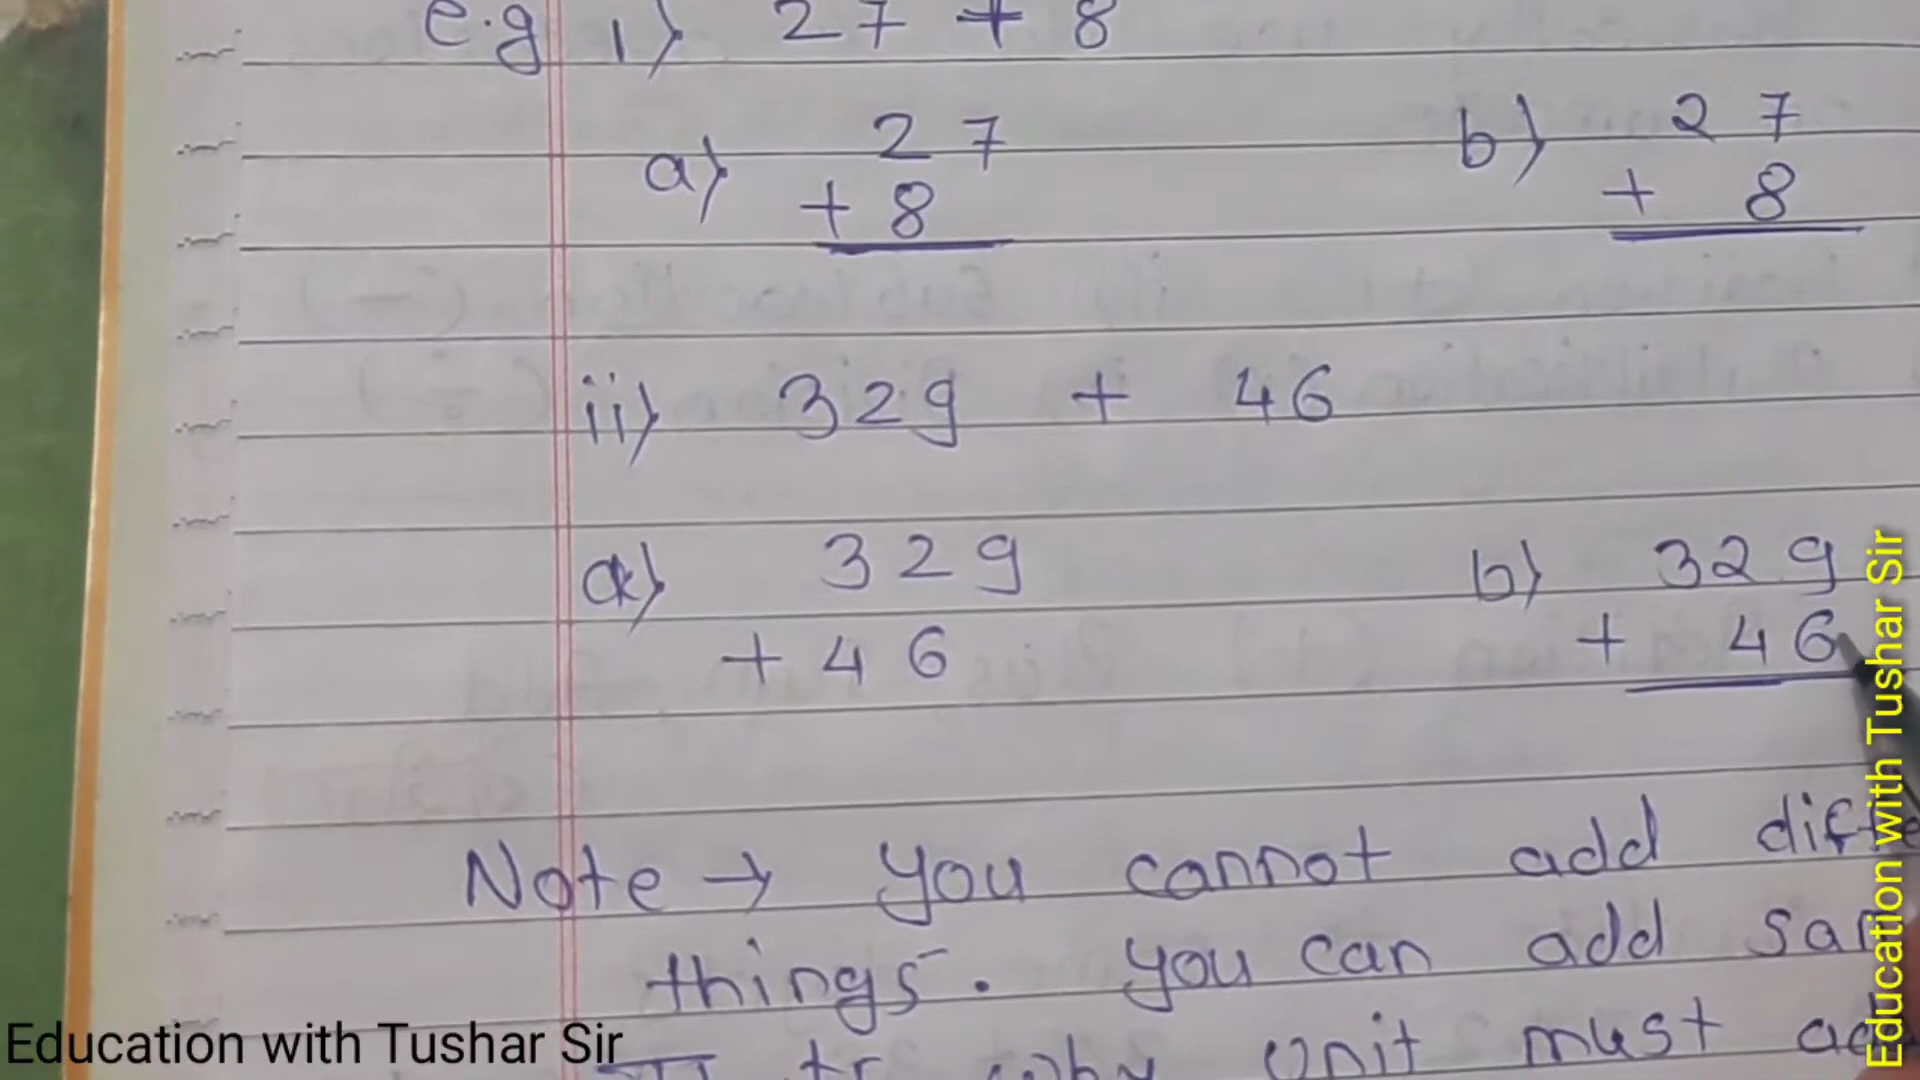 e.g i) 27 + 8
a) 27 b) 27
+ 8 + 8
ii) 329 + 46
a) 329 b) 329
+ 46 + 46
Note → you cannot add
things. you can add
why unit must
Education with Tushar Sir
Education with Tushar Sir